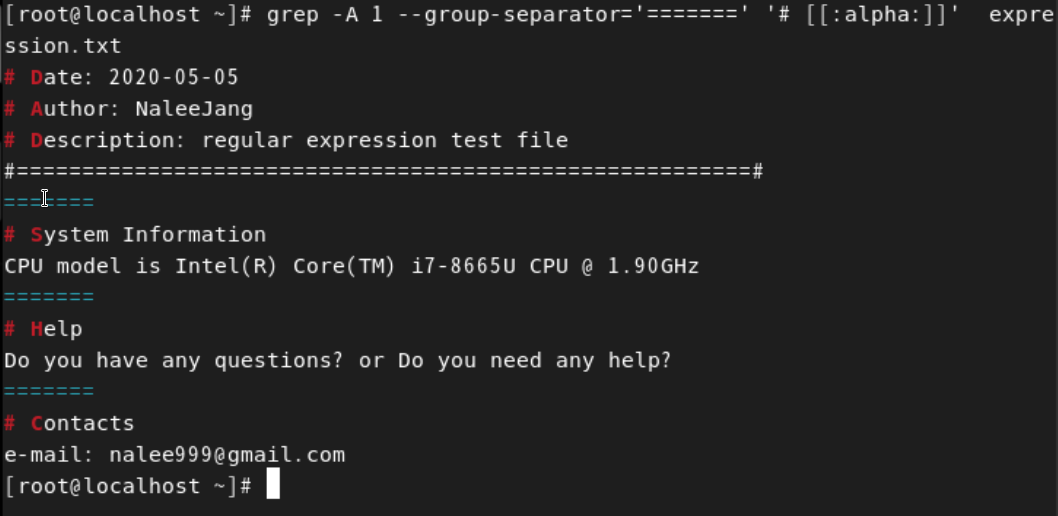 [root@localhost ~]# grep -A 1 --group-separator='=======' '# [[:alpha:]]'  expre
ssion.txt
# Date: 2020-05-05
# Author: NaleeJang
# Description: regular expression test file
#========================================================#
=======
# System Information
CPU model is Intel(R) Core(TM) i7-8665U CPU @ 1.90GHz
=======
# Help
Do you have any questions? or Do you need any help?
=======
# Contacts
e-mail: nalee999@gmail.com
[root@localhost ~]#